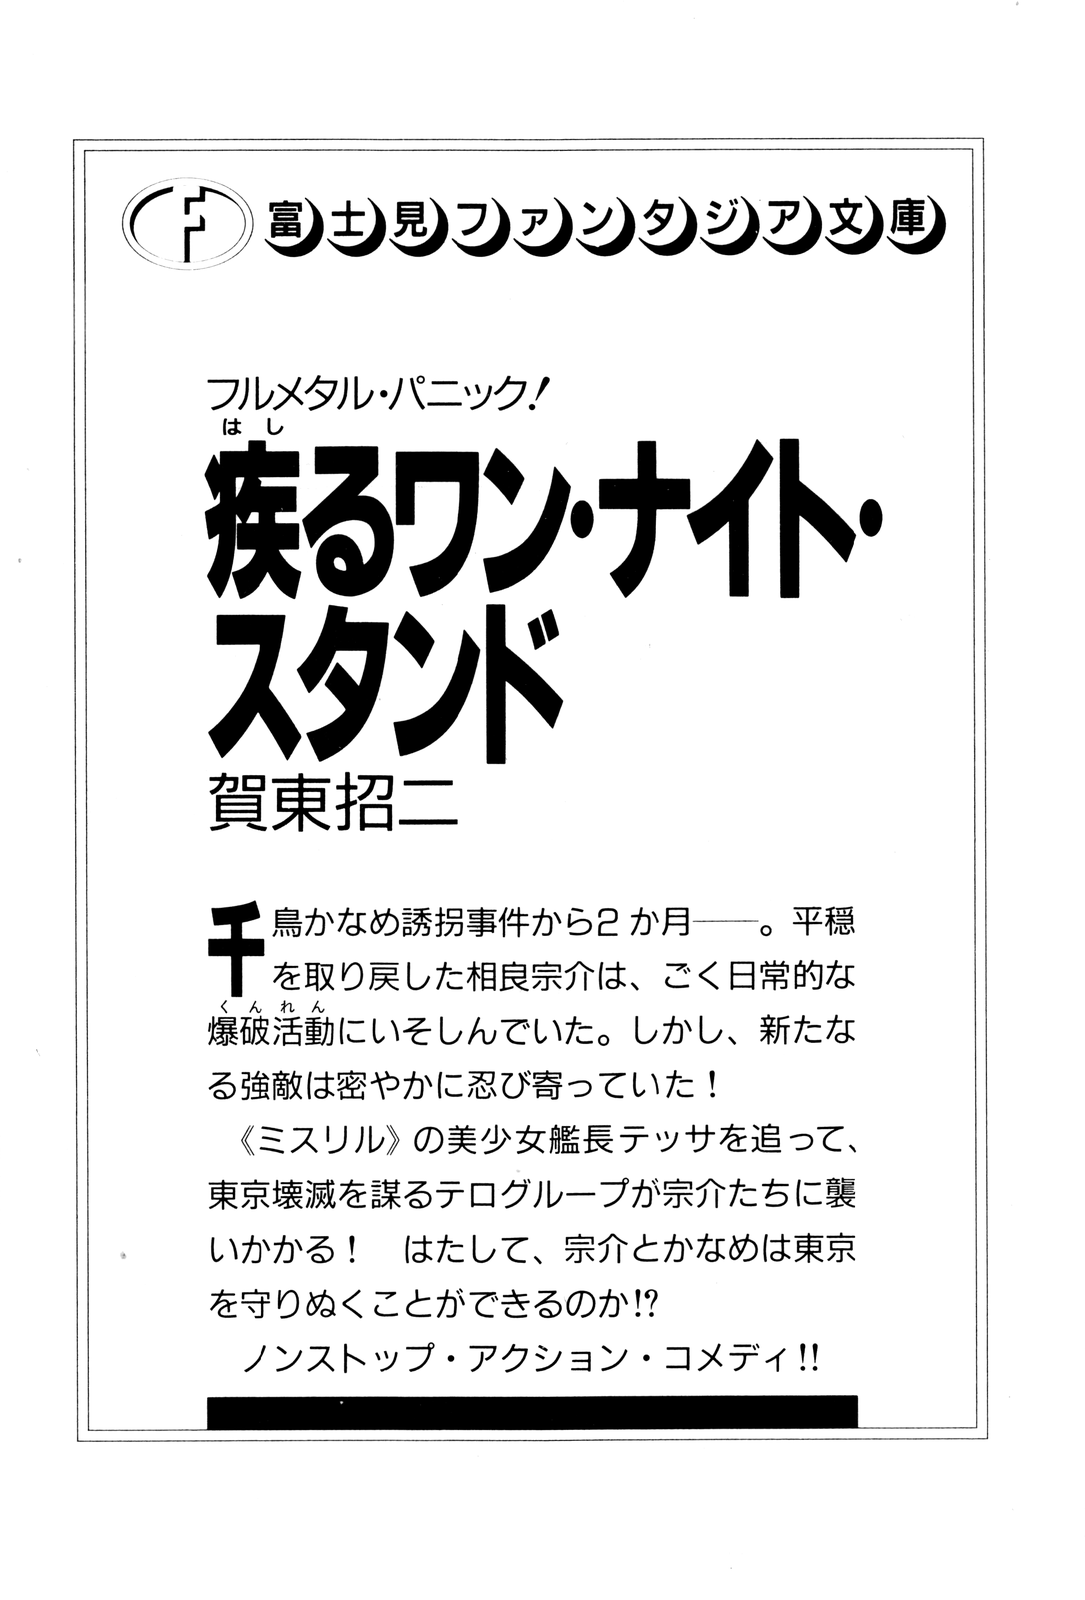 富士見ファンタジア文庫
フルメタル・パニック!
はし
疾るワン・ナイト・
スタンド
賀東招二
千鳥かなめ誘拐事件から2か月――。平穏
を取り戻した相良宗介は、ごく日常的な
くんれん
爆破活動にいそしんでいた。しかし、新たな
る強敵は密やかに忍び寄っていた!
《ミスリル》の美少女艦長テッサを追って、
東京壊滅を謀るテログループが宗介たちに襲
いかかる! はたして、宗介とかなめは東京
を守りぬくことができるのか!?
ノンストップ・アクション・コメディ!!